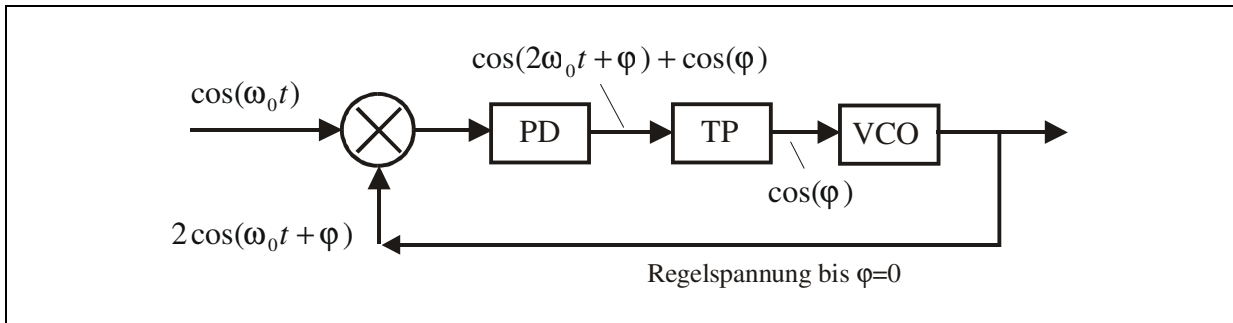 cos(2ω₀t + φ) + cos(φ)
cos(ω₀t)
PD
TP
VCO
cos(φ)
2cos(ω₀t + φ)
Regelspannung bis φ=0